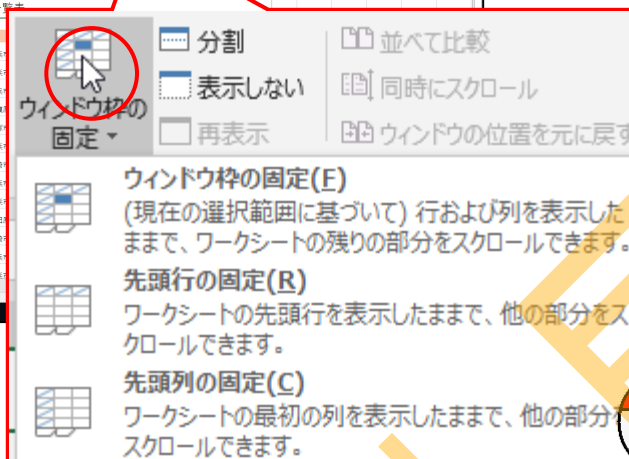 分割
並べて比較
表示しない
同時にスクロール
ウィンドウ枠の
固定
再表示
ウィンドウの位置を元に戻す
ウィンドウ枠の固定(F)
(現在の選択範囲に基づいて) 行および列を表示した
ままで、ワークシートの残りの部分をスクロールできます。
先頭行の固定(R)
ワークシートの先頭行を表示したままで、他の部分をス
クロールできます。
先頭列の固定(C)
ワークシートの最初の列を表示したままで、他の部分を
スクロールできます。